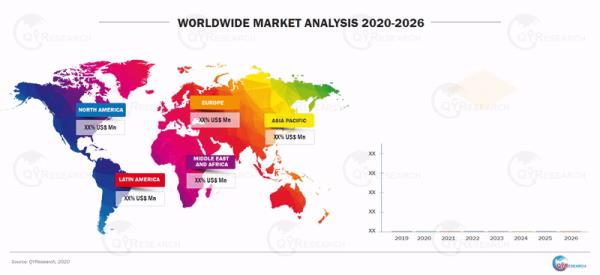 WORLDWIDE MARKET ANALYSIS 2020-2026
NORTH AMERICA
XX% US$ Mn
EUROPE
XX% US$ Mn
ASIA PACIFIC
XX% US$ Mn
MIDDLE EAST
AND AFRICA
XX% US$ Mn
LATIN AMERICA
XX% US$ Mn
XX
XX
XX
XX
XX
2019 2020 2021 2022 2023 2024 2025 2026
Source: QYResearch, 2020
QYRESEARCH